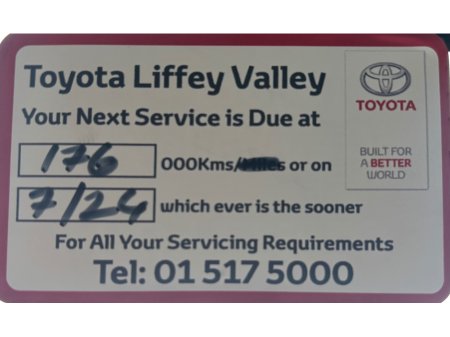 Toyota Liffey Valley
Your Next Service is Due at
176 000Kms/Miles or on
7/24 which ever is the sooner
For All Your Servicing Requirements
Tel: 01 517 5000
TOYOTA
BUILT FOR
A BETTER
WORLD